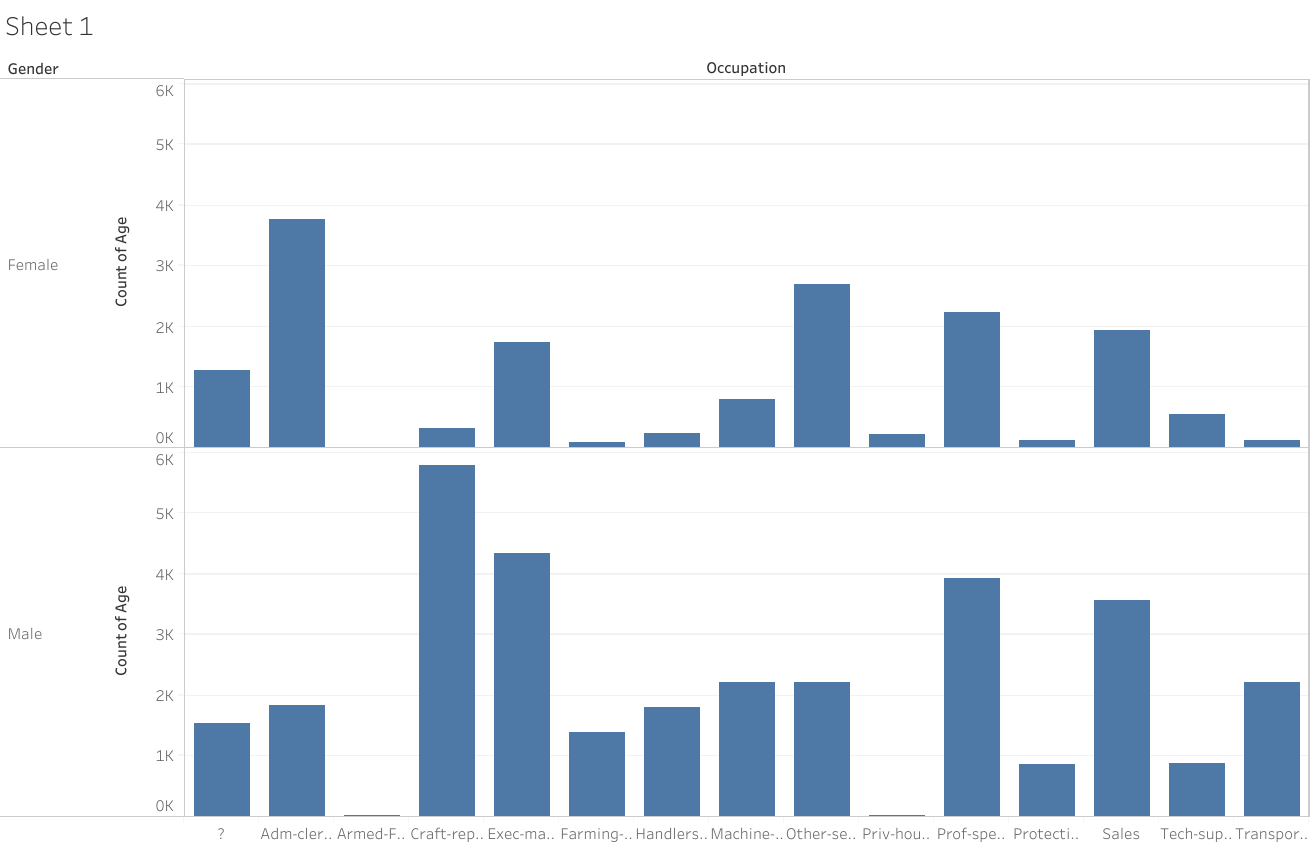 Sheet 1
Gender
Occupation
Female
Count of Age
6K
5K
4K
3K
2K
1K
0K
Male
Count of Age
6K
5K
4K
3K
2K
1K
0K
? Adm-cler.. Armed-F.. Craft-rep.. Exec-ma.. Farming-.. Handlers.. Machine-.. Other-se.. Priv-hou.. Prof-spe.. Protecti.. Sales Tech-sup.. Transpor..